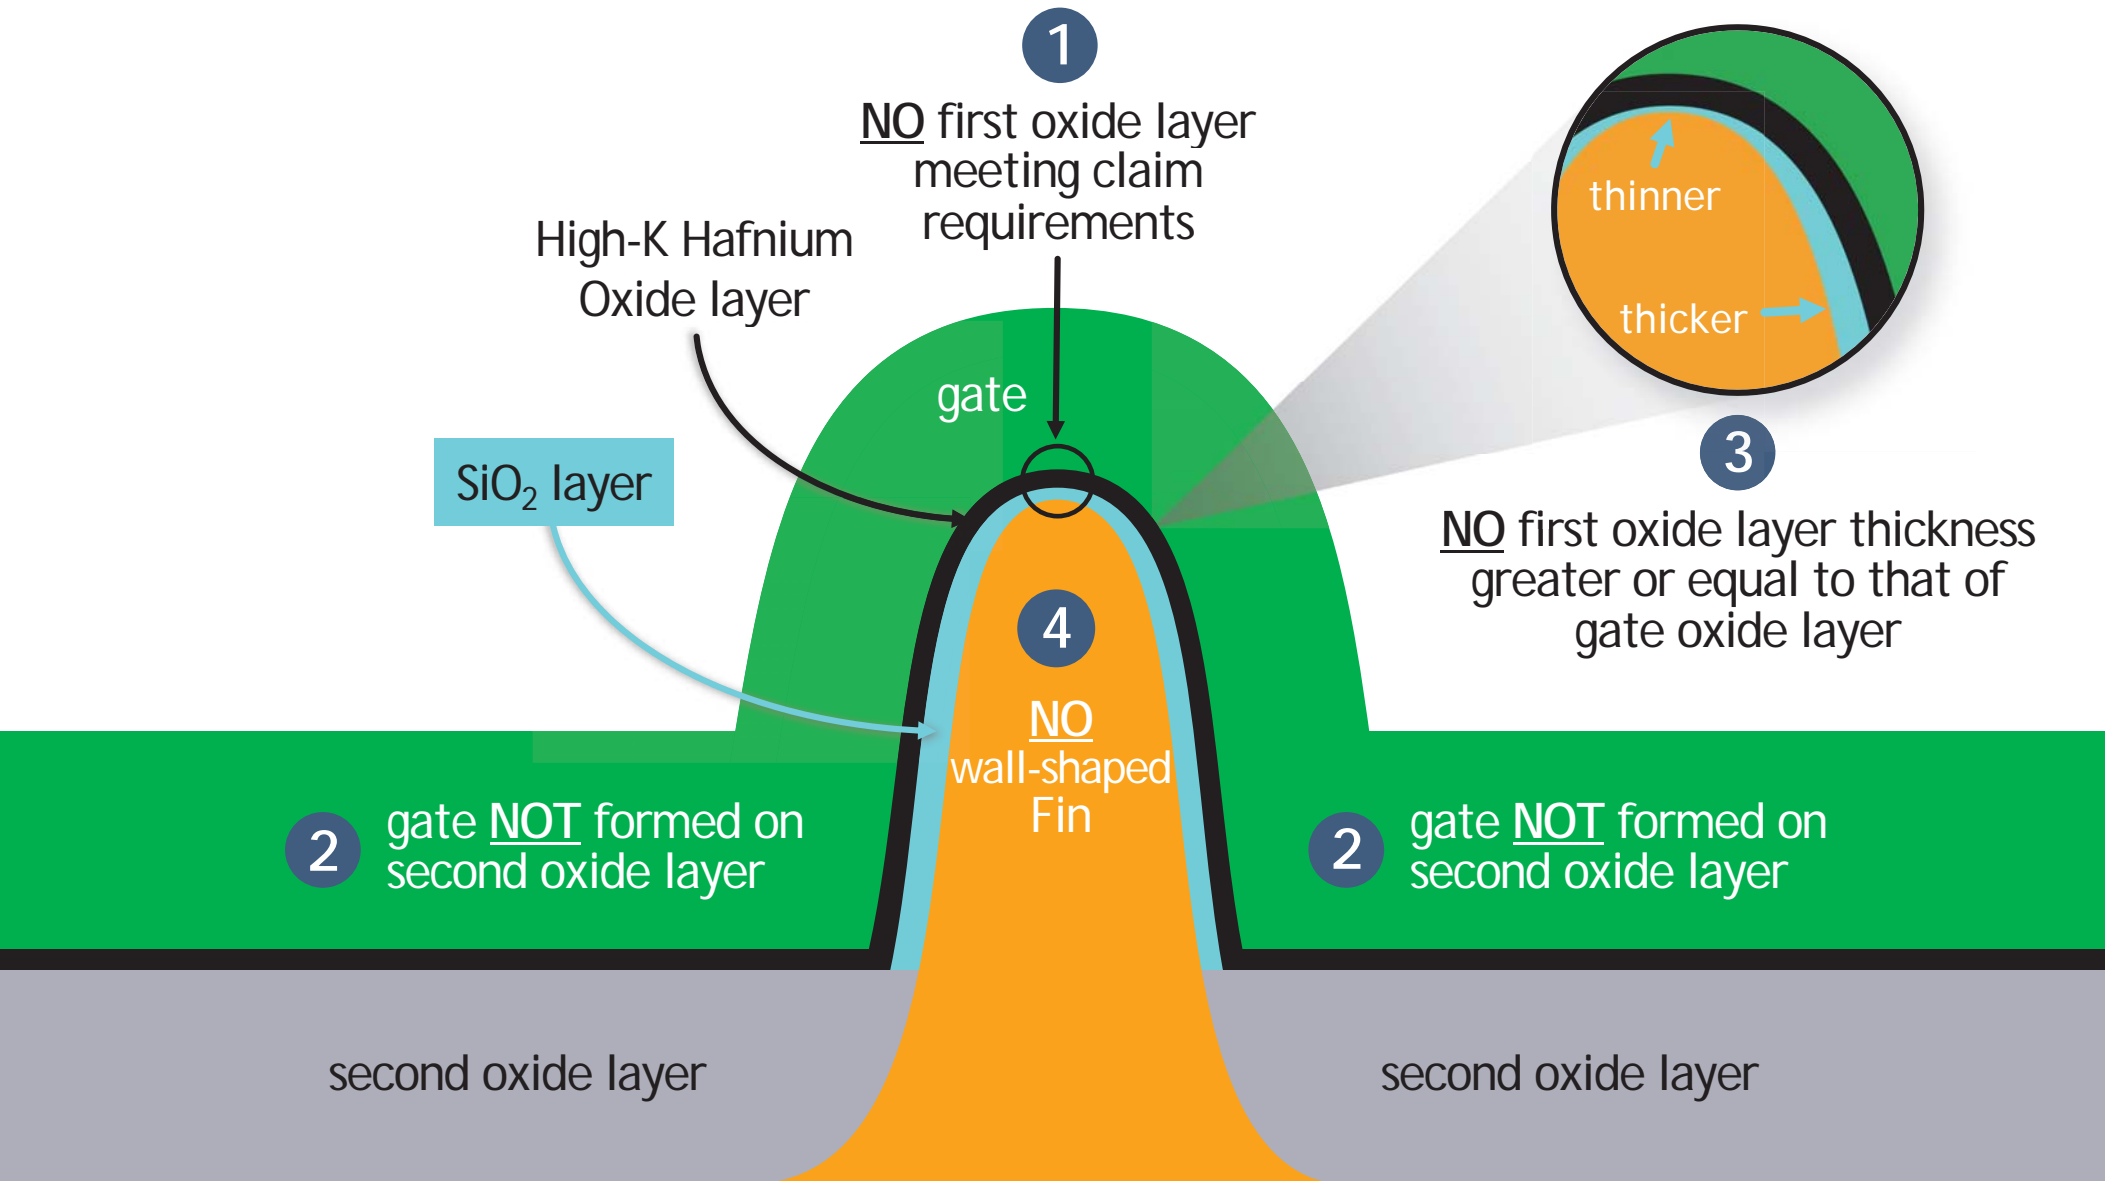 1
NO first oxide layer
meeting claim
requirements
High-K Hafnium
Oxide layer
gate
SiO₂ layer
thinner
thicker
3
NO first oxide layer thickness
greater or equal to that of
gate oxide layer
4
NO
wall-shaped
Fin
2
gate NOT formed on
second oxide layer
2
gate NOT formed on
second oxide layer
second oxide layer
second oxide layer